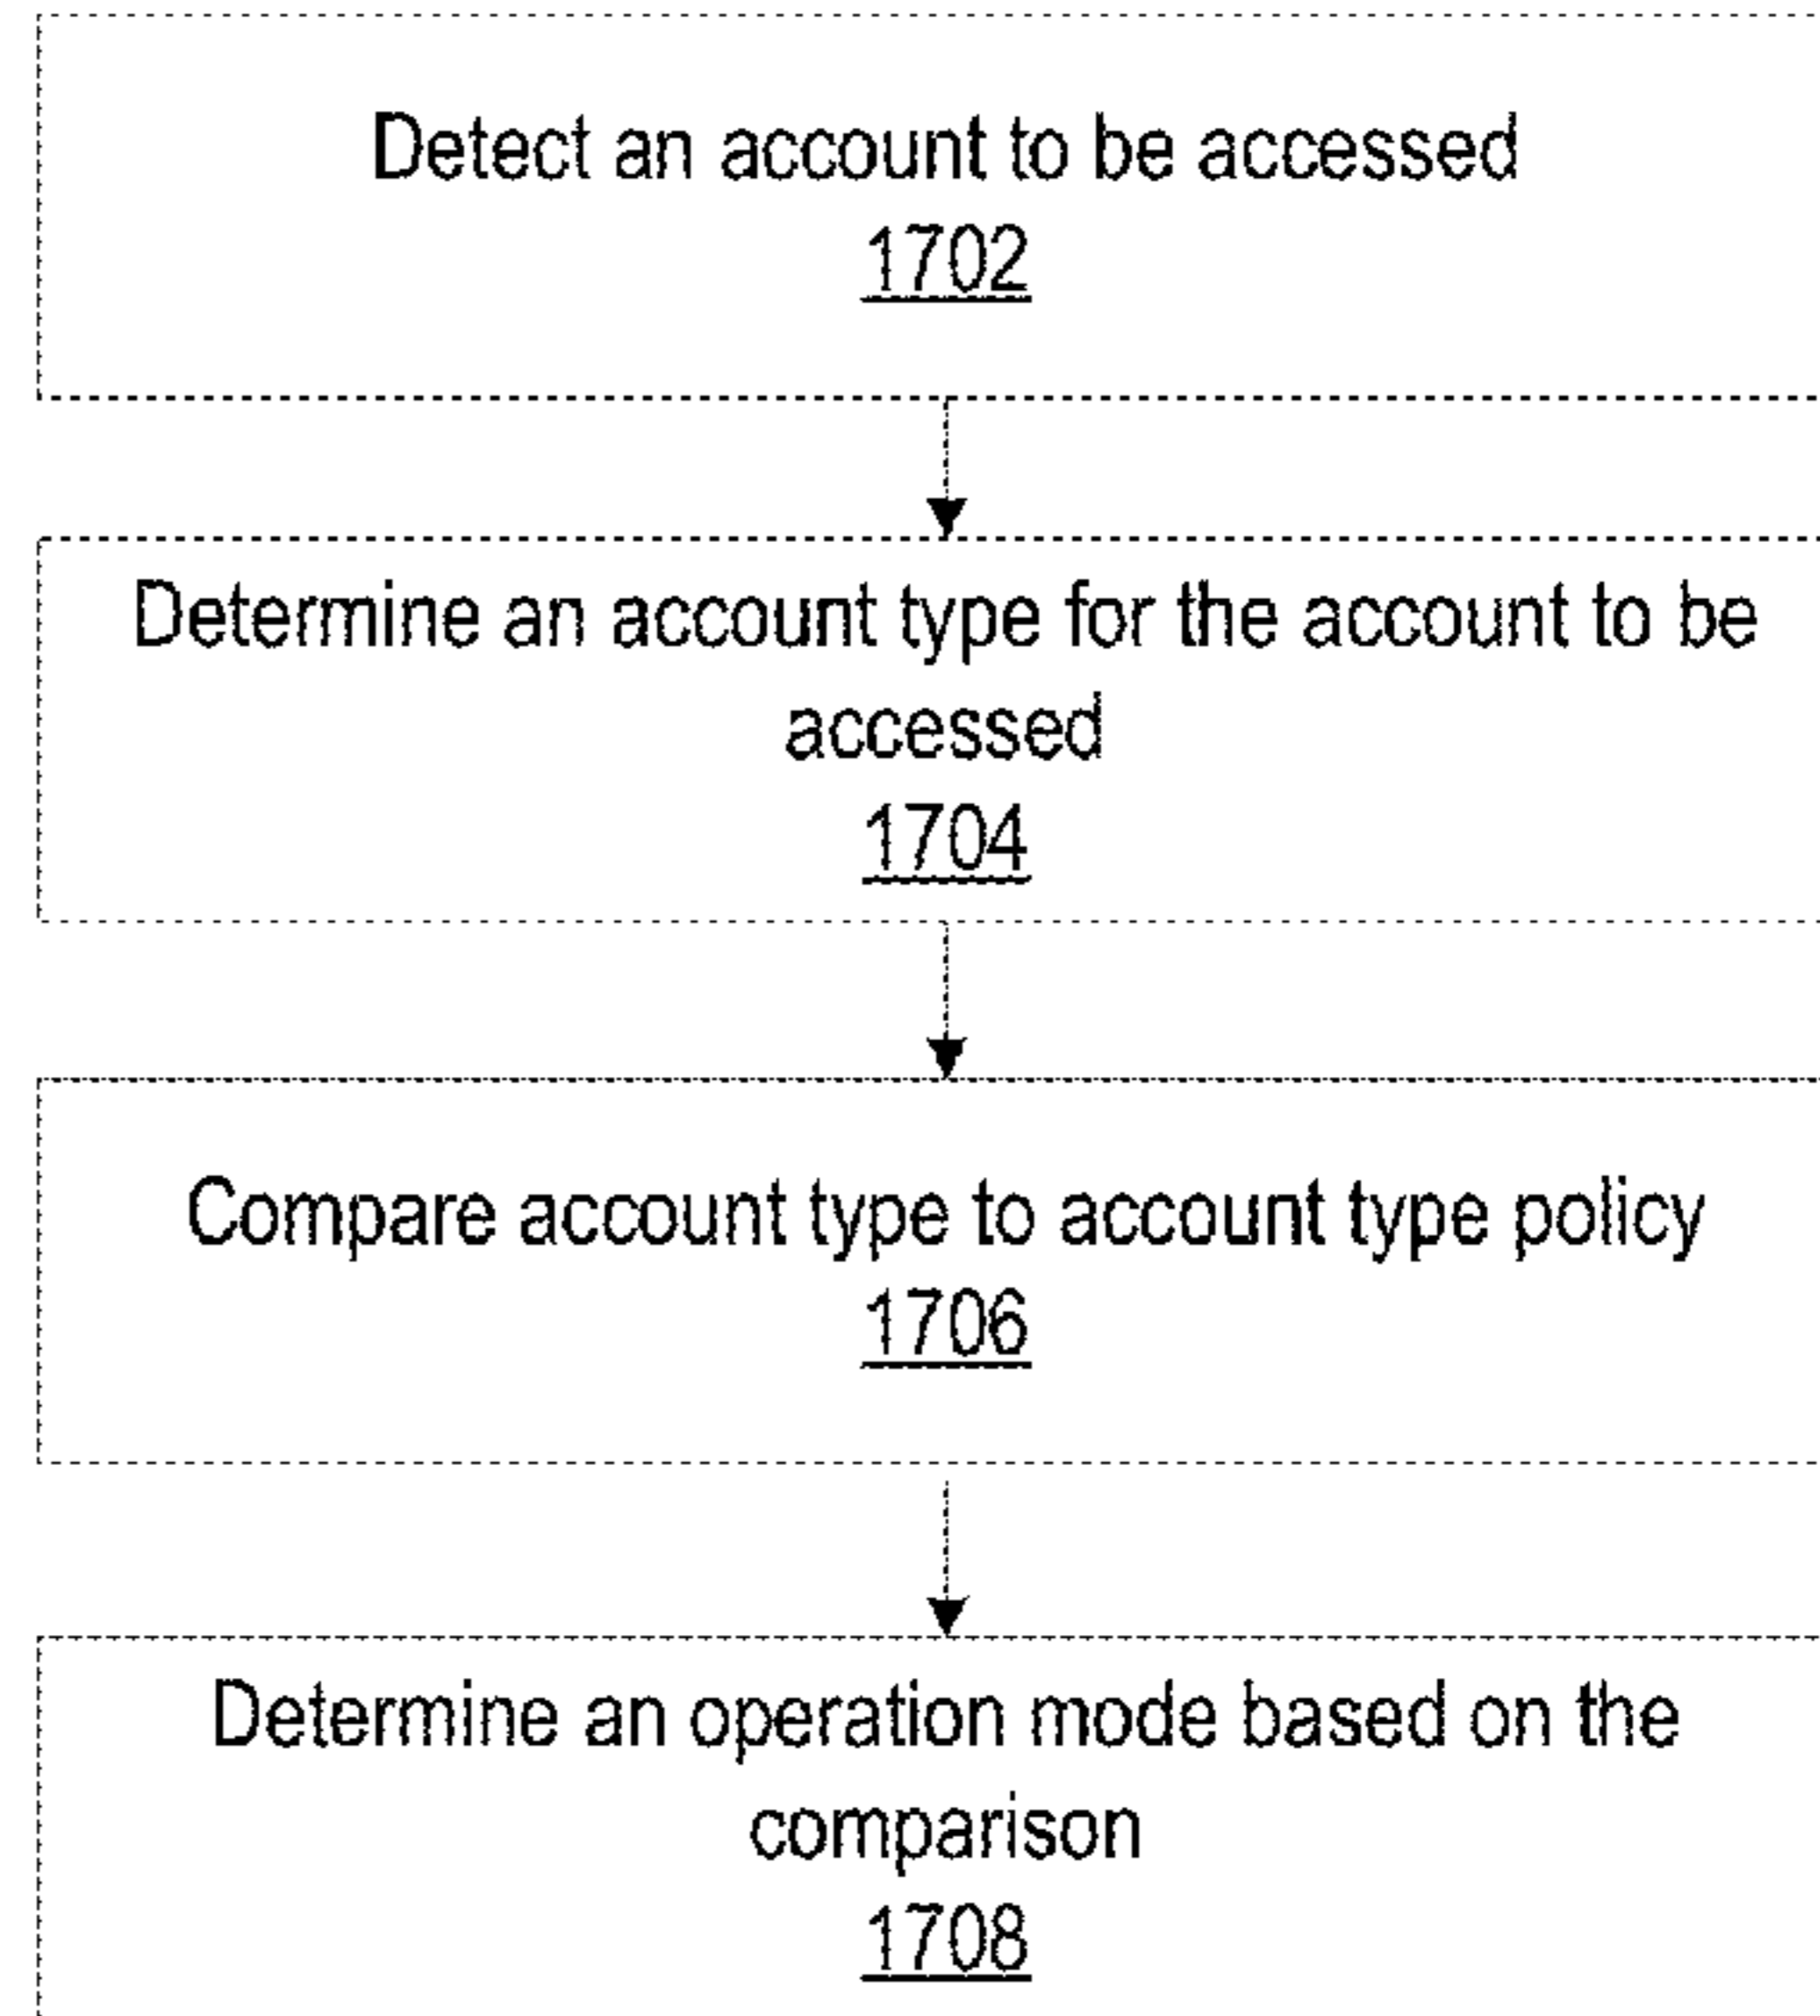 Detect an account to be accessed
1702
Determine an account type for the account to be
accessed
1704
Compare account type to account type policy
1706
Determine an operation mode based on the
comparison
1708